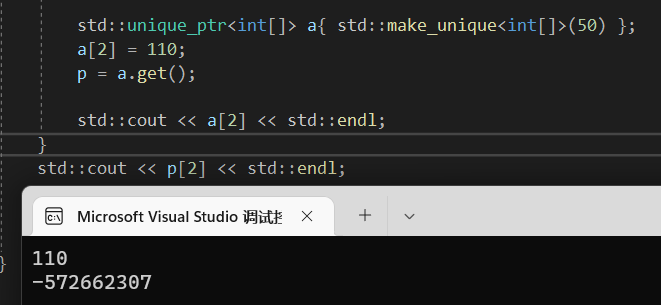 std::unique_ptr<int[]> a{ std::make_unique<int[]>(50) };
a[2] = 110;
p = a.get();
std::cout << a[2] << std::endl;
}
std::cout << p[2] << std::endl;
Microsoft Visual Studio 调试
}
110
-572662307